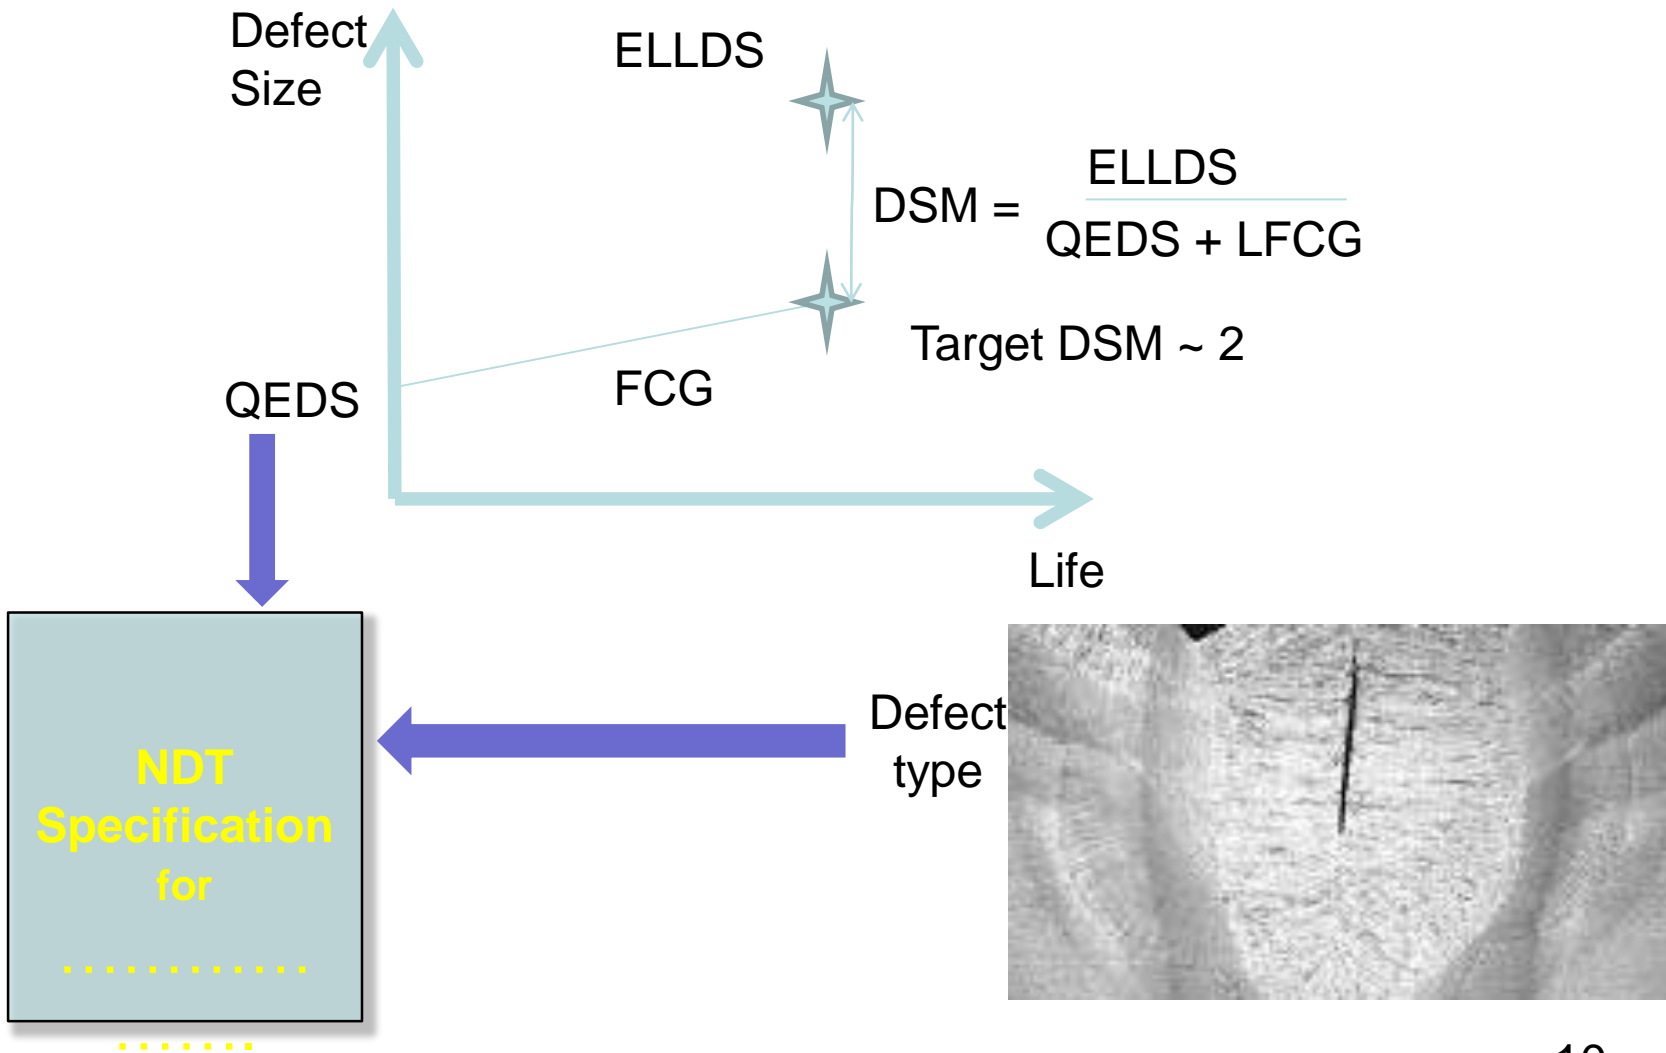 Defect
Size
ELLDS
DSM =
ELLDS
QEDS + LFCG
Target DSM ~ 2
QEDS
FCG
Life
Defect
type
NDT
Specification
for
............
.......